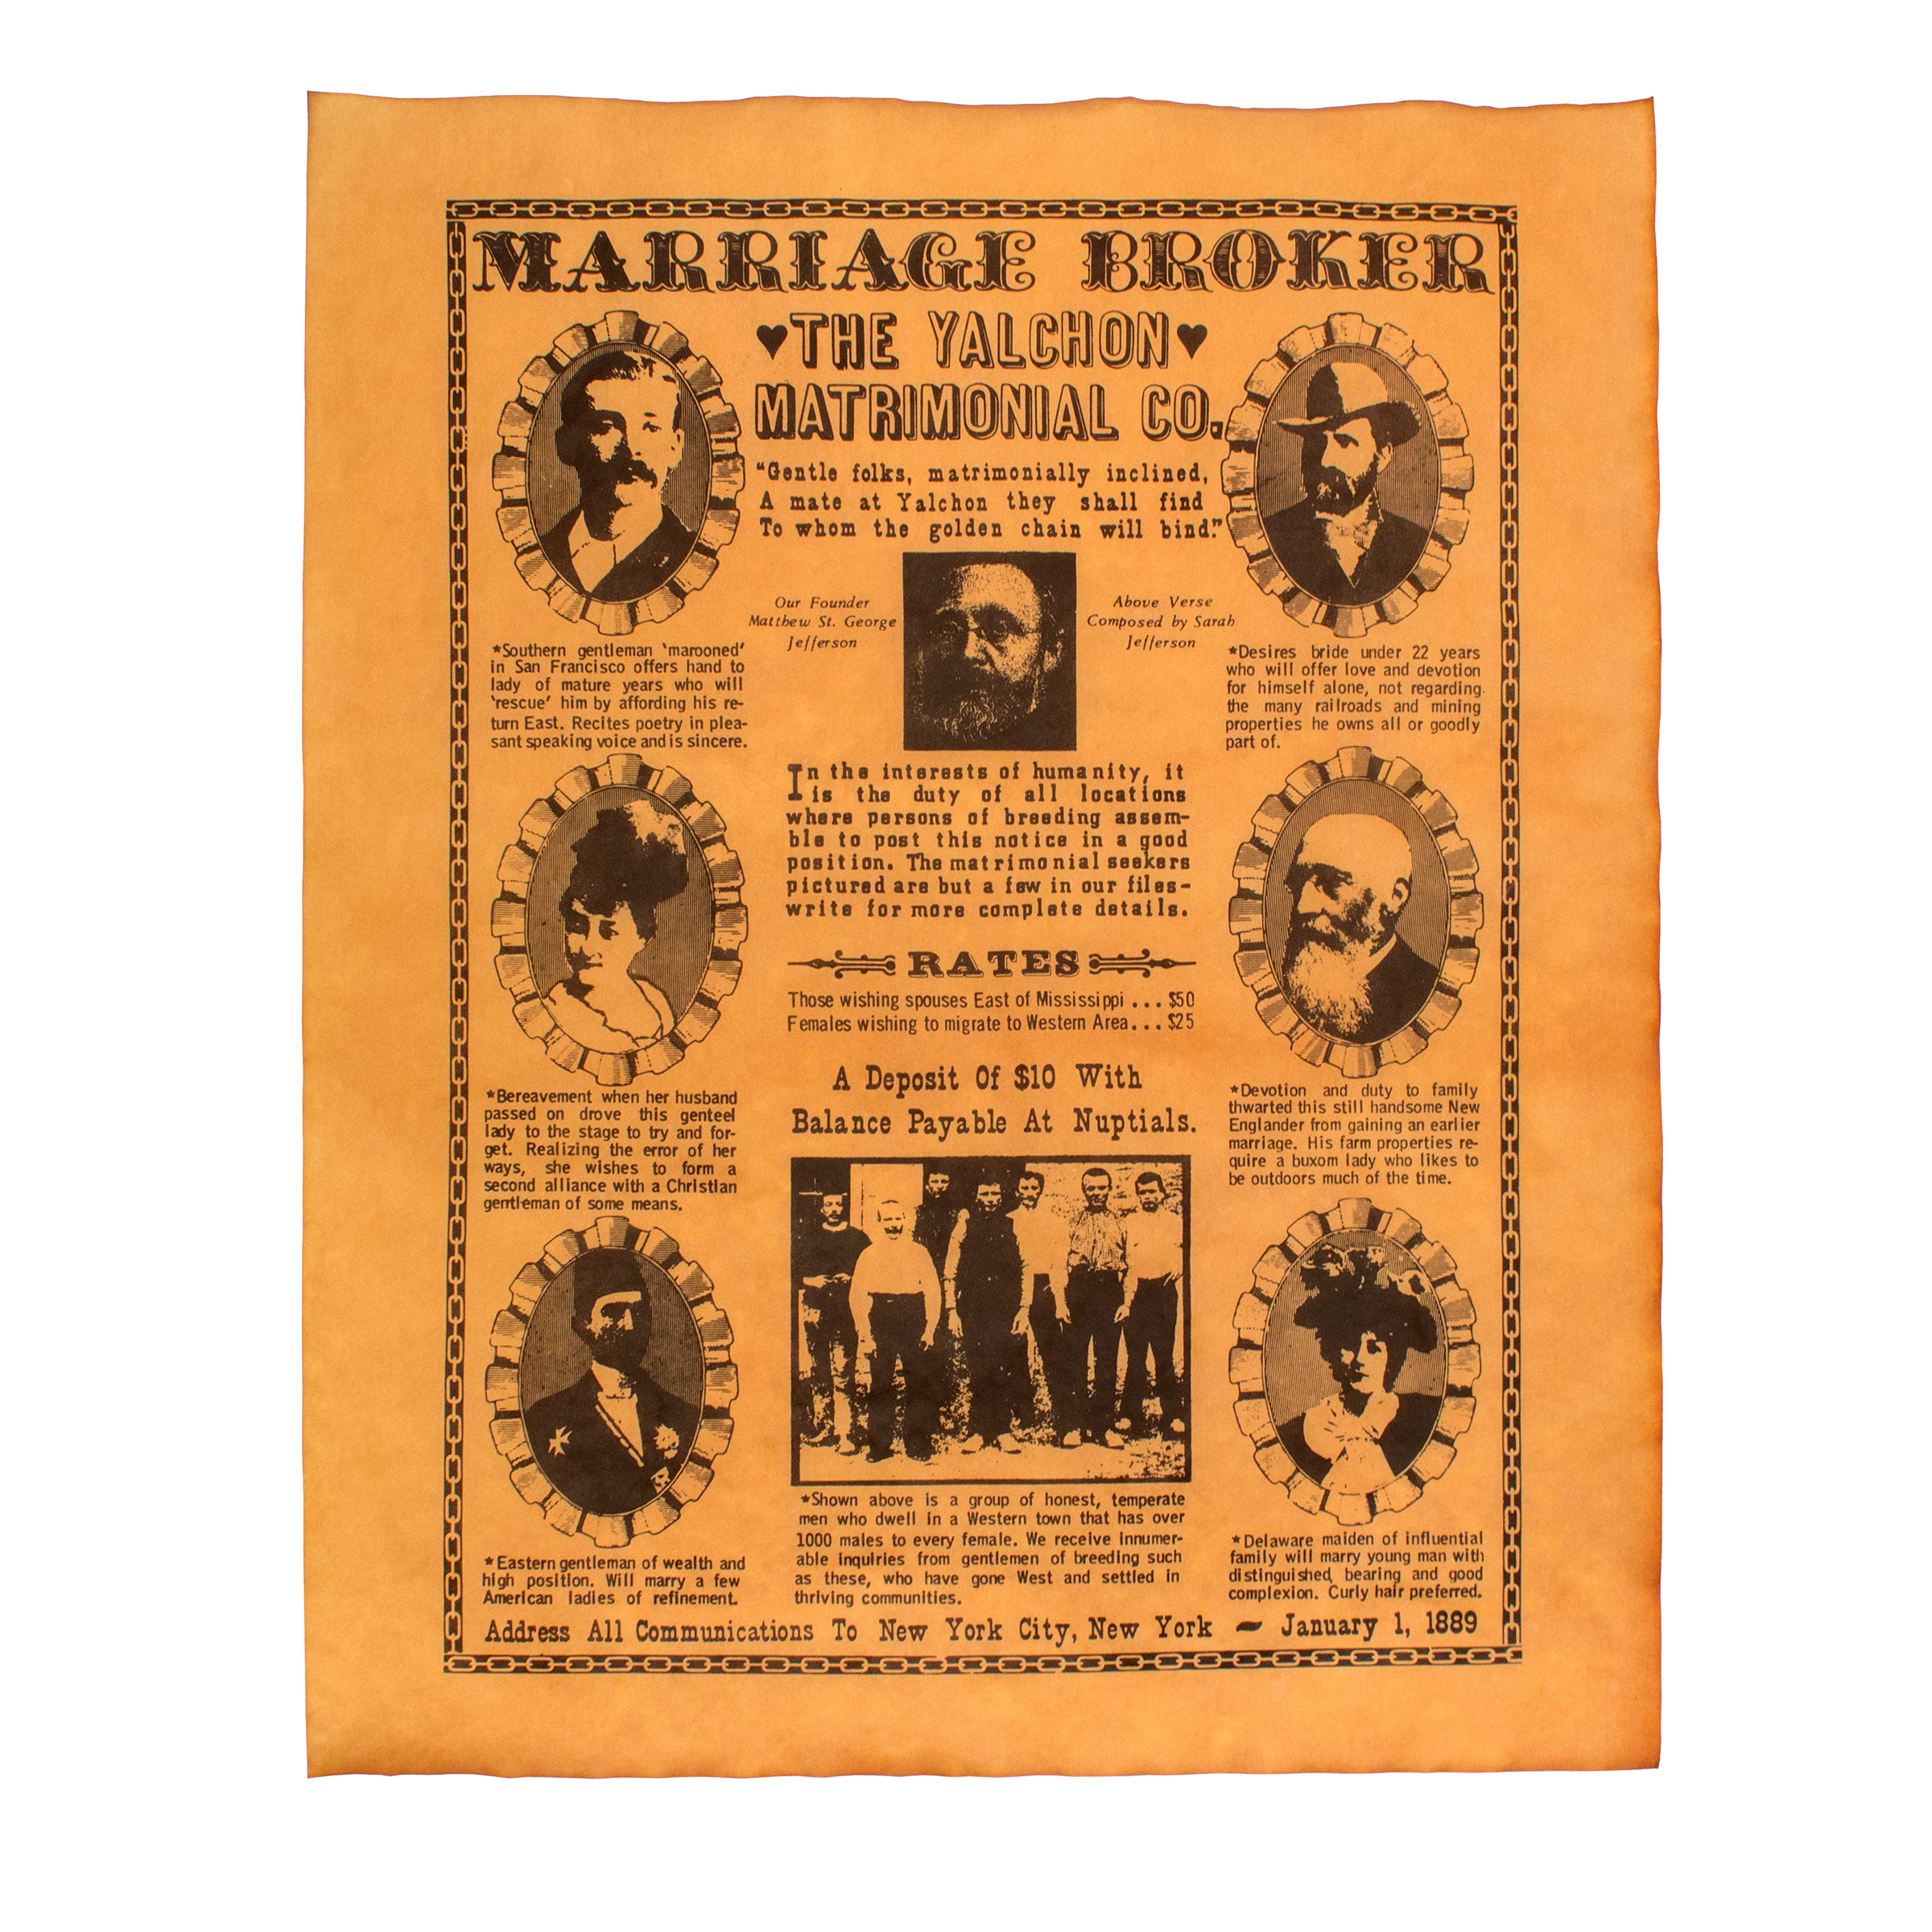 MARRIAGE BROKER
♥THE YALCHON♥
MATRIMONIAL CO.
"Gentle folks, matrimonially inclined,
A mate at Yalchon they shall find
To whom the golden chain will bind."
Our Founder
Matthew St. George
Jefferson
Above Verse
Composed by Sarah
Jefferson
*Southern gentleman 'marooned'
in San Francisco offers hand to
lady of mature years who will
'rescue' him by affording his re-
turn East. Recites poetry in plea-
sant speaking voice and is sincere.
*Desires bride under 22 years
who will offer love and devotion
for himself alone, not regarding
the many railroads and mining
properties he owns all or goodly
part of.
In the interests of humanity, it
is the duty of all locations
where persons of breeding assem-
ble to post this notice in a good
position. The matrimonial seekers
pictured are but a few in our files-
write for more complete details.
RATES
Those wishing spouses East of Mississippi ... $50
Females wishing to migrate to Western Area... $25
A Deposit Of $10 With
Balance Payable At Nuptials.
*Bereavement when her husband
passed on drove this genteel
lady to the stage to try and for-
get. Realizing the error of her
ways, she wishes to form a
second alliance with a Christian
gentleman of some means.
*Devotion and duty to family
thwarted this still handsome New
Englander from gaining an earlier
marriage. His farm properties re-
quire a buxom lady who likes to
be outdoors much of the time.
*Eastern gentleman of wealth and
high position. Will marry a few
American ladies of refinement.
*Shown above is a group of honest, temperate
men who dwell in a Western town that has over
1000 males to every female. We receive innumer-
able inquiries from gentlemen of breeding such
as these, who have gone West and settled in
thriving communities.
*Delaware maiden of influential
family will marry young man with
distinguished bearing and good
complexion. Curly hair preferred.
Address All Communications To New York City, New York ~ January 1, 1889